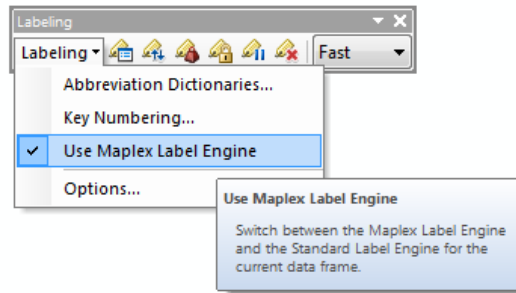 Labeling
Labeling Fast
Abbreviation Dictionaries...
Key Numbering...
Use Maplex Label Engine
Options...
Use Maplex Label Engine
Switch between the Maplex Label Engine
and the Standard Label Engine for the
current data frame.